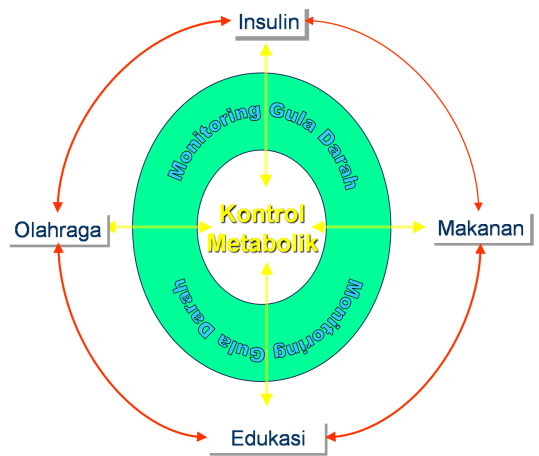 Insulin
Monitoring Gula Darah
Olahraga
Kontrol
Metabolik
Makanan
Monitoring Gula Darah
Edukasi